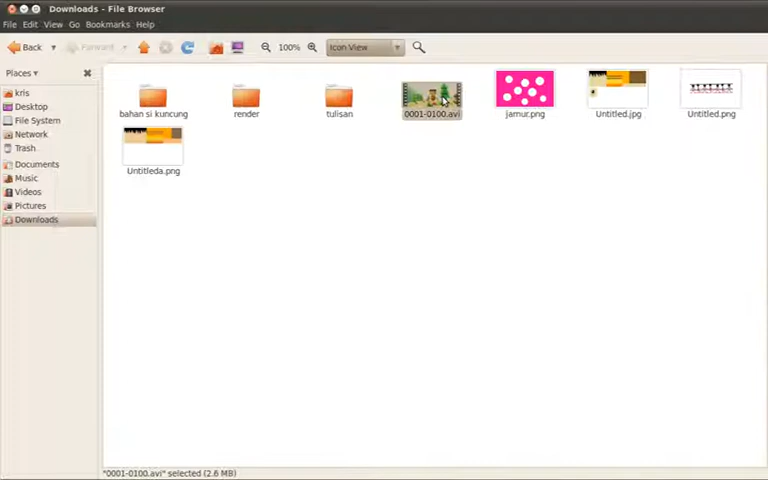 Downloads - File Browser
File Edit View Go Bookmarks Help
Back Forward 100% Icon View
Places
kris
Desktop
File System
Network
Trash
Documents
Music
Videos
Pictures
Downloads
bahan si kuncung render tulisan 0001-0100.avi jamur.png Untitled.jpg Untitled.png
Untitleda.png
"0001-0100.avi" selected (2.6 MB)